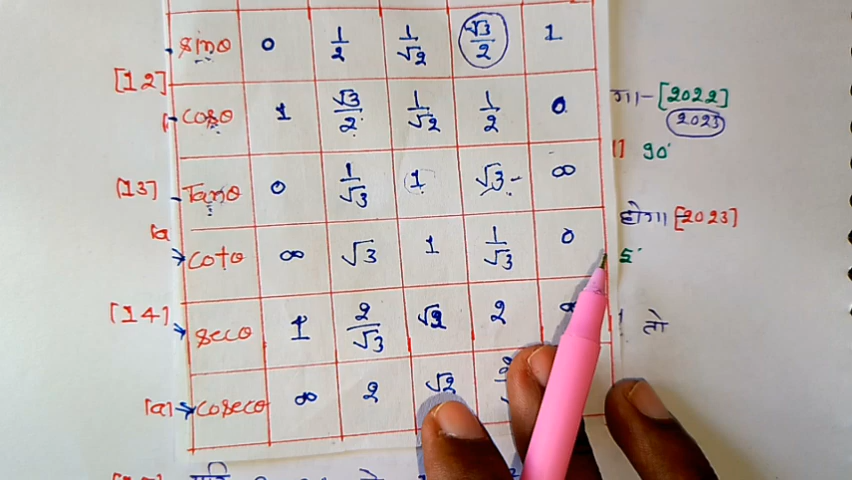 sinθ 0 1/2 1/√2 √3/2 1
[12]
cosθ 1 √3/2 1/√2 1/2 0
गा-[2022]
2023
90°
[13] Tanθ 0 1/√3 1 √3 ∞
होगा [2023]
cotθ ∞ √3 1 1/√3 0
[14] secθ 1 2/√3 √2 2
तो
[a] cosecθ ∞ 2 √2